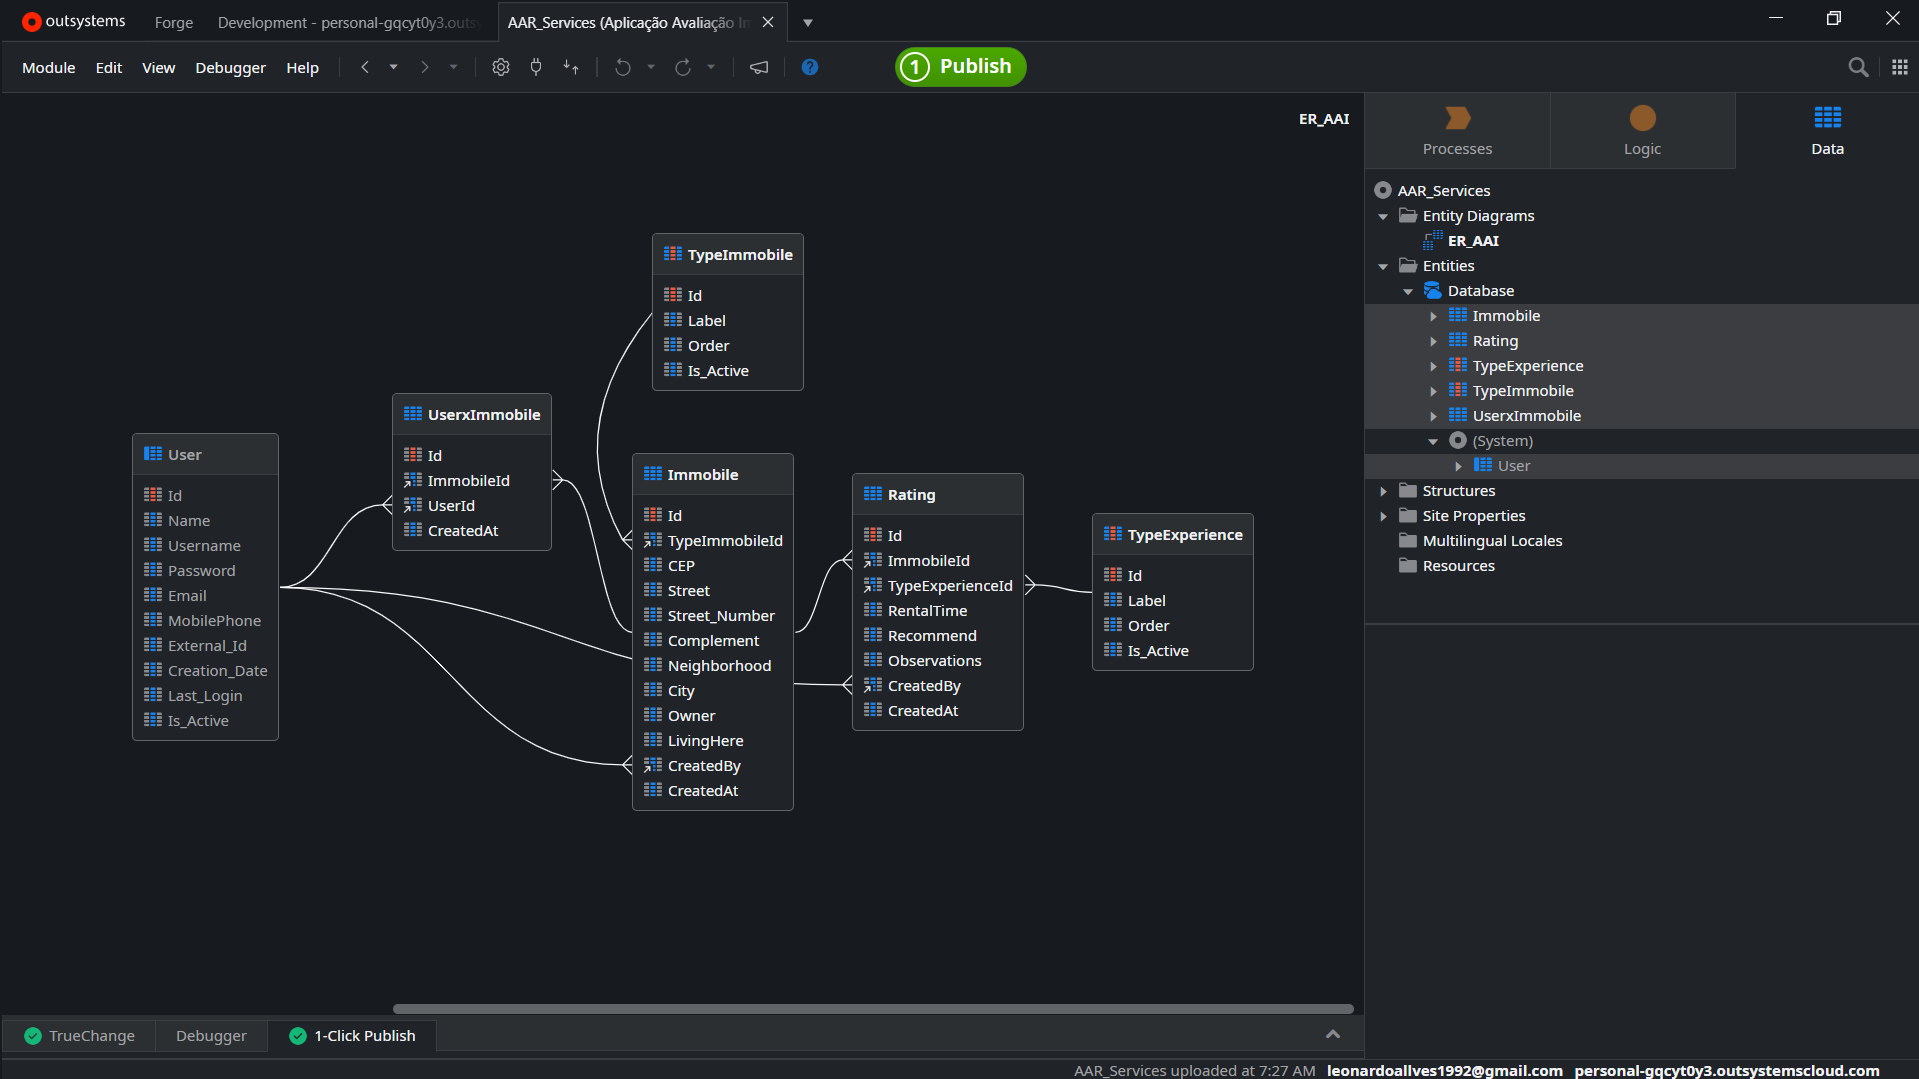 outsystems
Forge
Development - personal-gqcyt0y3.outsy
AAR_Services (Aplicação Avaliação Im
Module
Edit
View
Debugger
Help
1 Publish
ER_AAI
Processes
Logic
Data
TypeImmobile
Id
Label
Order
Is_Active
UserxImmobile
Id
ImmobileId
UserId
CreatedAt
User
Id
Name
Username
Password
Email
MobilePhone
External_Id
Creation_Date
Last_Login
Is_Active
Immobile
Id
TypeImmobileId
CEP
Street
Street_Number
Complement
Neighborhood
City
Owner
LivingHere
CreatedBy
CreatedAt
Rating
Id
ImmobileId
TypeExperienceId
RentalTime
Recommend
Observations
CreatedBy
CreatedAt
TypeExperience
Id
Label
Order
Is_Active
AAR_Services
Entity Diagrams
ER_AAI
Entities
Database
Immobile
Rating
TypeExperience
TypeImmobile
UserxImmobile
(System)
User
Structures
Site Properties
Multilingual Locales
Resources
TrueChange
Debugger
1-Click Publish
AAR_Services uploaded at 7:27 AM leonardoallves1992@gmail.com personal-gqcyt0y3.outsystemscloud.com